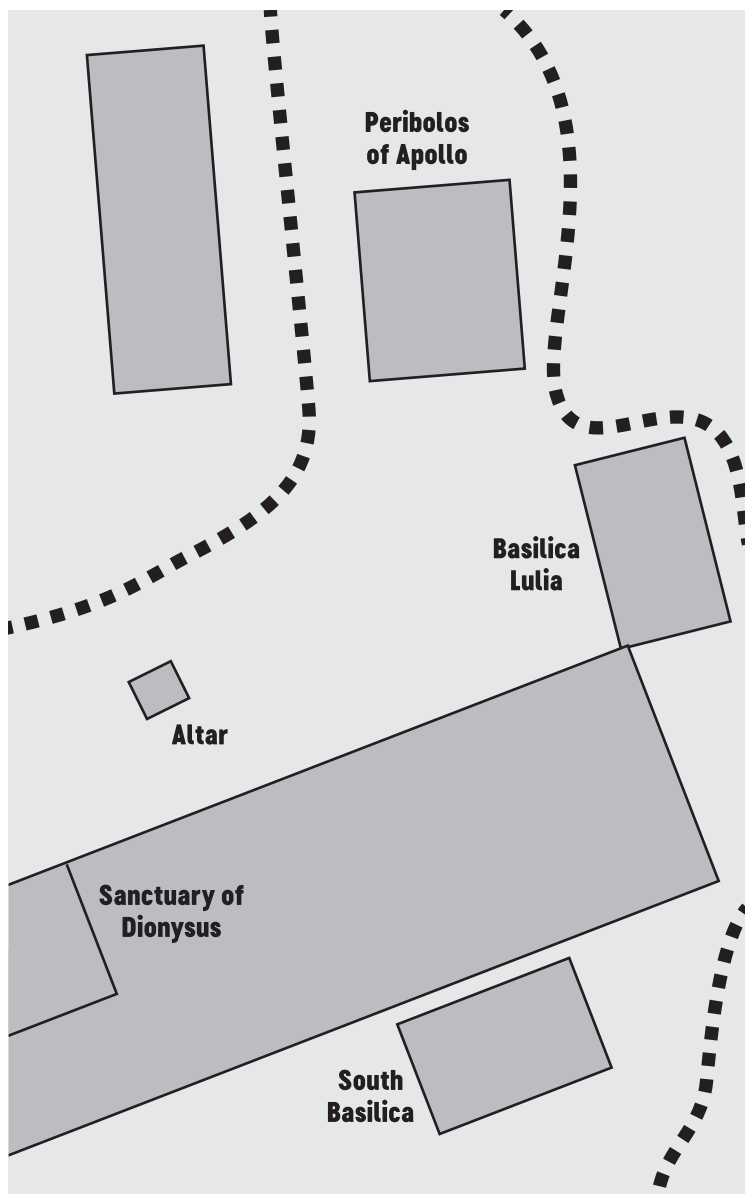 Peribolos
of Apollo
Basilica
Lulia
Altar
Sanctuary of
Dionysus
South
Basilica